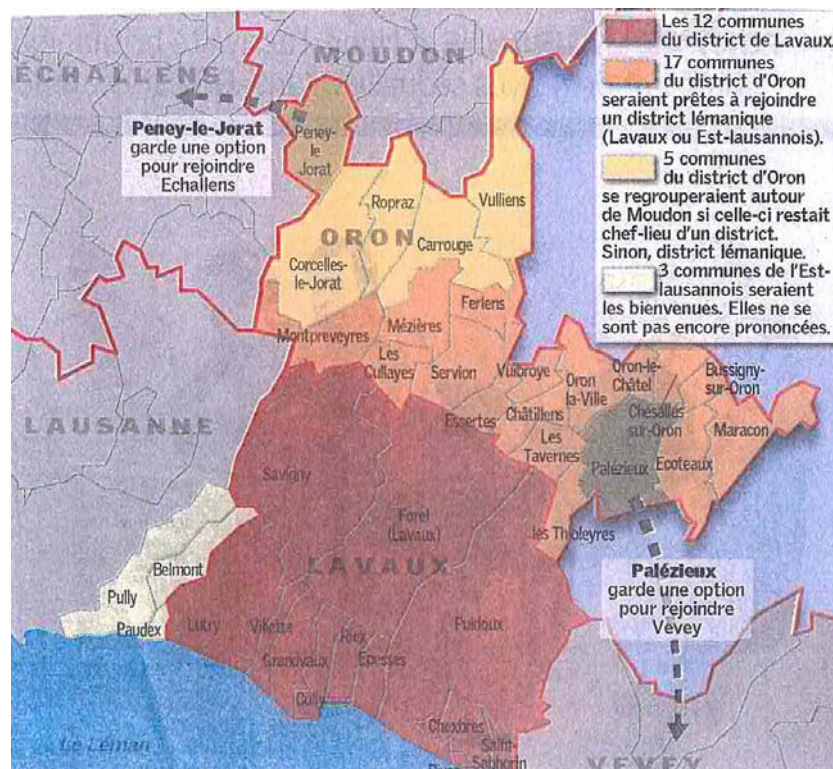 Les 12 communes
du district de Lavaux.
17 communes
du district d'Oron
seraient prêtes à rejoindre
un district lémanique
(Lavaux ou Est-lausannois).
5 communes
du district d'Oron
se regrouperaient autour
de Moudon si celle-ci restait
chef-lieu d'un district.
Sinon, district lémanique.
3 communes de l'Est-
lausannois seraient
les bienvenues. Elles ne se
sont pas encore prononcées.
MOUDON
ÉCHALLENS
Peney-le-Jorat
garde une option
pour rejoindre
Echallens
Peney-
le
Jorat
Ropraz
Vulliens
ORON
Carrouge
Corcelles-
le-Jorat
Ferlens
Mézières
Montpreveyres
Les
Cullayes
Servion
Vuibroye
Oron-le-
Châtel
Bussigny-
sur-Oron
Oron
la-Ville
Essertes
Châtillens
Chesalles
sur-Oron
Maracon
Les
Tavernes
Palézieux
Ecoteaux
LAUSANNE
Savigny
Forel
(Lavaux)
les Thioleyres
LAVAUX
Belmont
Pully
Paudex
Palézieux
garde une option
pour rejoindre
Vevey
Lutry
Villette
Riex
Puidoux
Grandvaux
Epesses
Cully
Chexbres
Saint-
Saphorin
Le Léman
VEVEY